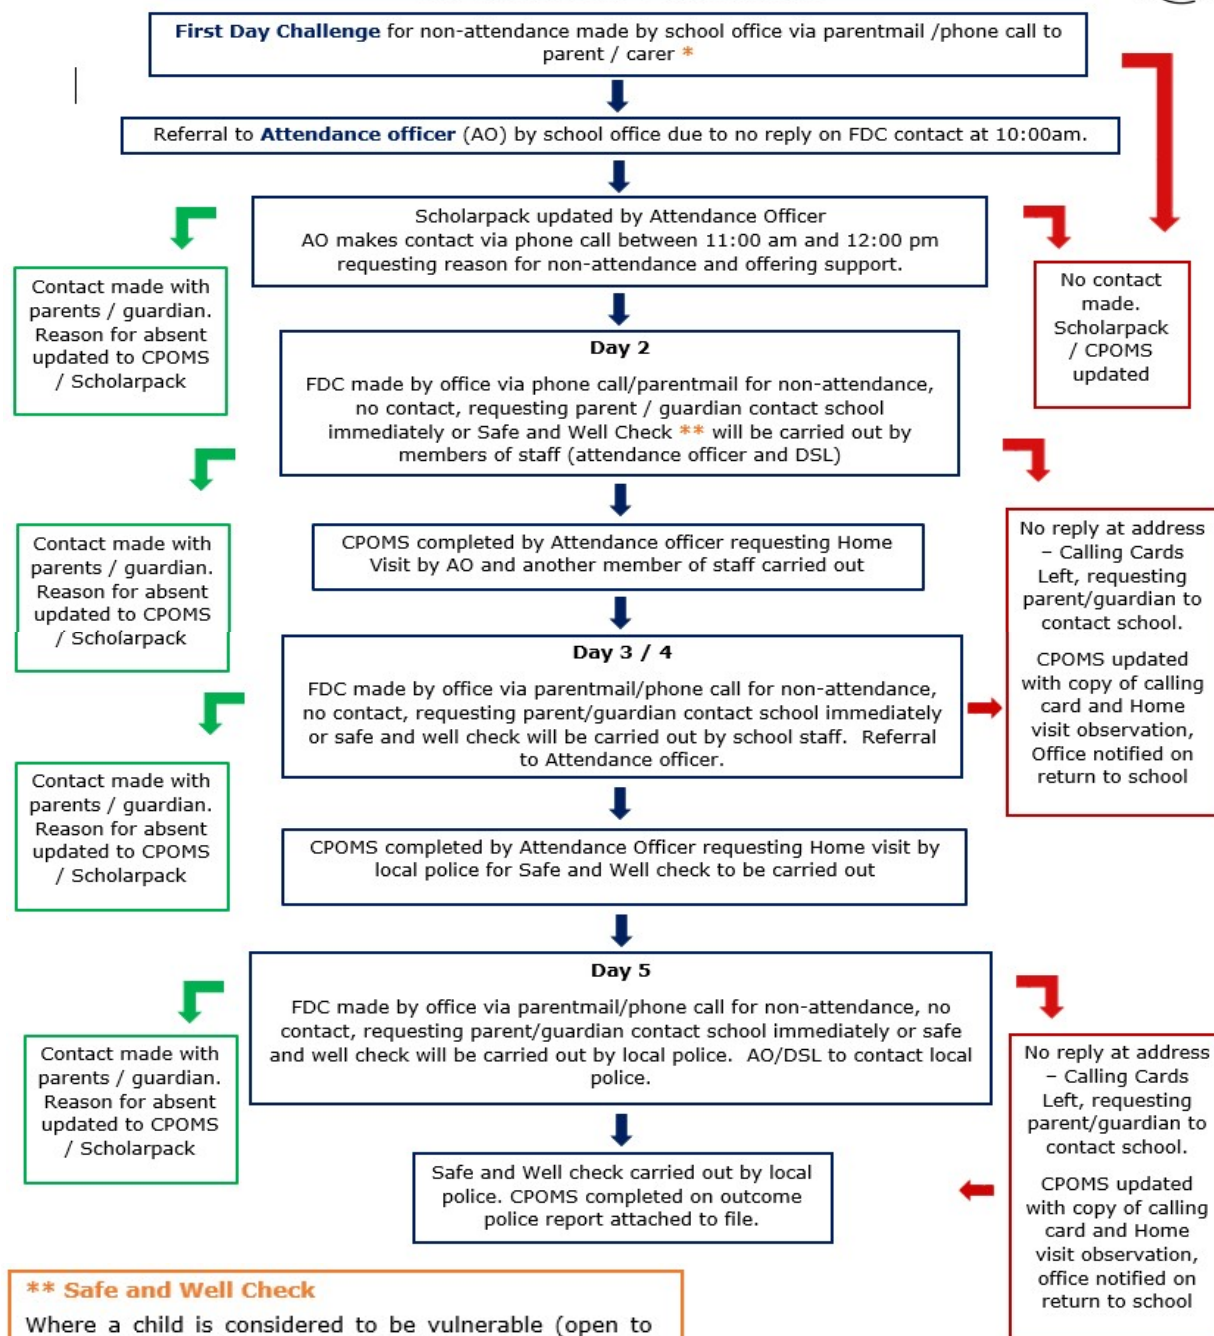 First Day Challenge for non-attendance made by school office via parentmail /phone call to
parent / carer *
Referral to Attendance officer (AO) by school office due to no reply on FDC contact at 10:00am.
Scholarpack updated by Attendance Officer
AO makes contact via phone call between 11:00 am and 12:00 pm
requesting reason for non-attendance and offering support.
Contact made with
parents / guardian.
Reason for absent
updated to CPOMS
/ Scholarpack
No contact
made.
Scholarpack
/ CPOMS
updated
Day 2
FDC made by office via phone call/parentmail for non-attendance,
no contact, requesting parent / guardian contact school
immediately or Safe and Well Check ** will be carried out by
members of staff (attendance officer and DSL)
Contact made with
parents / guardian.
Reason for absent
updated to CPOMS
/ Scholarpack
CPOMS completed by Attendance officer requesting Home
Visit by AO and another member of staff carried out
No reply at address
– Calling Cards
Left, requesting
parent/guardian to
contact school.
CPOMS updated
with copy of calling
card and Home
visit observation,
Office notified on
return to school
Day 3 / 4
FDC made by office via parentmail/phone call for non-attendance,
no contact, requesting parent/guardian contact school immediately
or safe and well check will be carried out by school staff.  Referral
to Attendance officer.
Contact made with
parents / guardian.
Reason for absent
updated to CPOMS
/ Scholarpack
CPOMS completed by Attendance Officer requesting Home visit by
local police for Safe and Well check to be carried out
Day 5
FDC made by office via parentmail/phone call for non-attendance, no
contact, requesting parent/guardian contact school immediately or safe
and well check will be carried out by local police.  AO/DSL to contact local
police.
Contact made with
parents / guardian.
Reason for absent
updated to CPOMS
/ Scholarpack
No reply at address
– Calling Cards
Left, requesting
parent/guardian to
contact school.
CPOMS updated
with copy of calling
card and Home
visit observation,
office notified on
return to school
Safe and Well check carried out by local
police. CPOMS completed on outcome
police report attached to file.
** Safe and Well Check
Where a child is considered to be vulnerable (open to